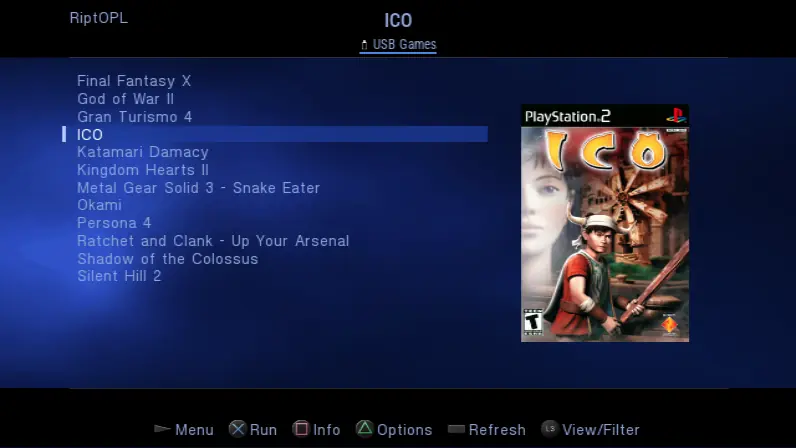 RiptOPL
ICO
USB Games
Final Fantasy X
God of War II
Gran Turismo 4
ICO
Katamari Damacy
Kingdom Hearts II
Metal Gear Solid 3 - Snake Eater
Okami
Persona 4
Ratchet and Clank - Up Your Arsenal
Shadow of the Colossus
Silent Hill 2
PlayStation.2
ICO
TEEN
T
Menu Run Info Options Refresh L3 View/Filter